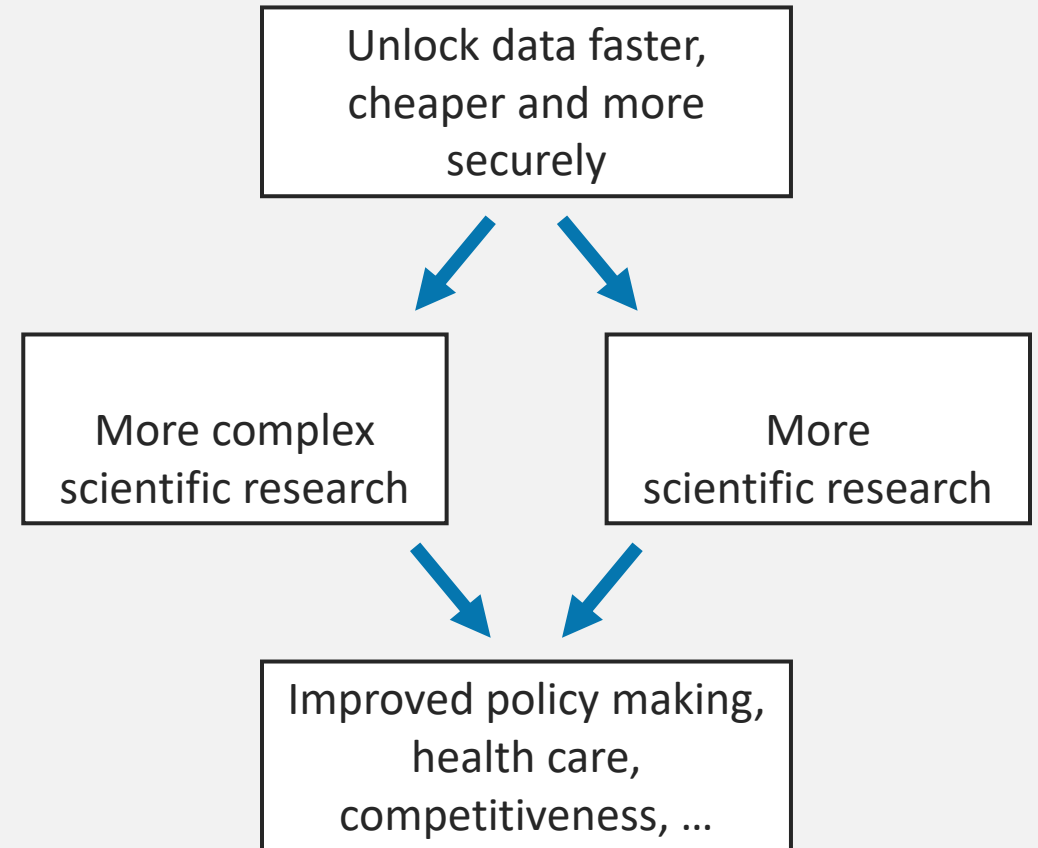 Unlock data faster,
cheaper and more
securely
More complex
scientific research
More
scientific research
Improved policy making,
health care,
competitiveness, …